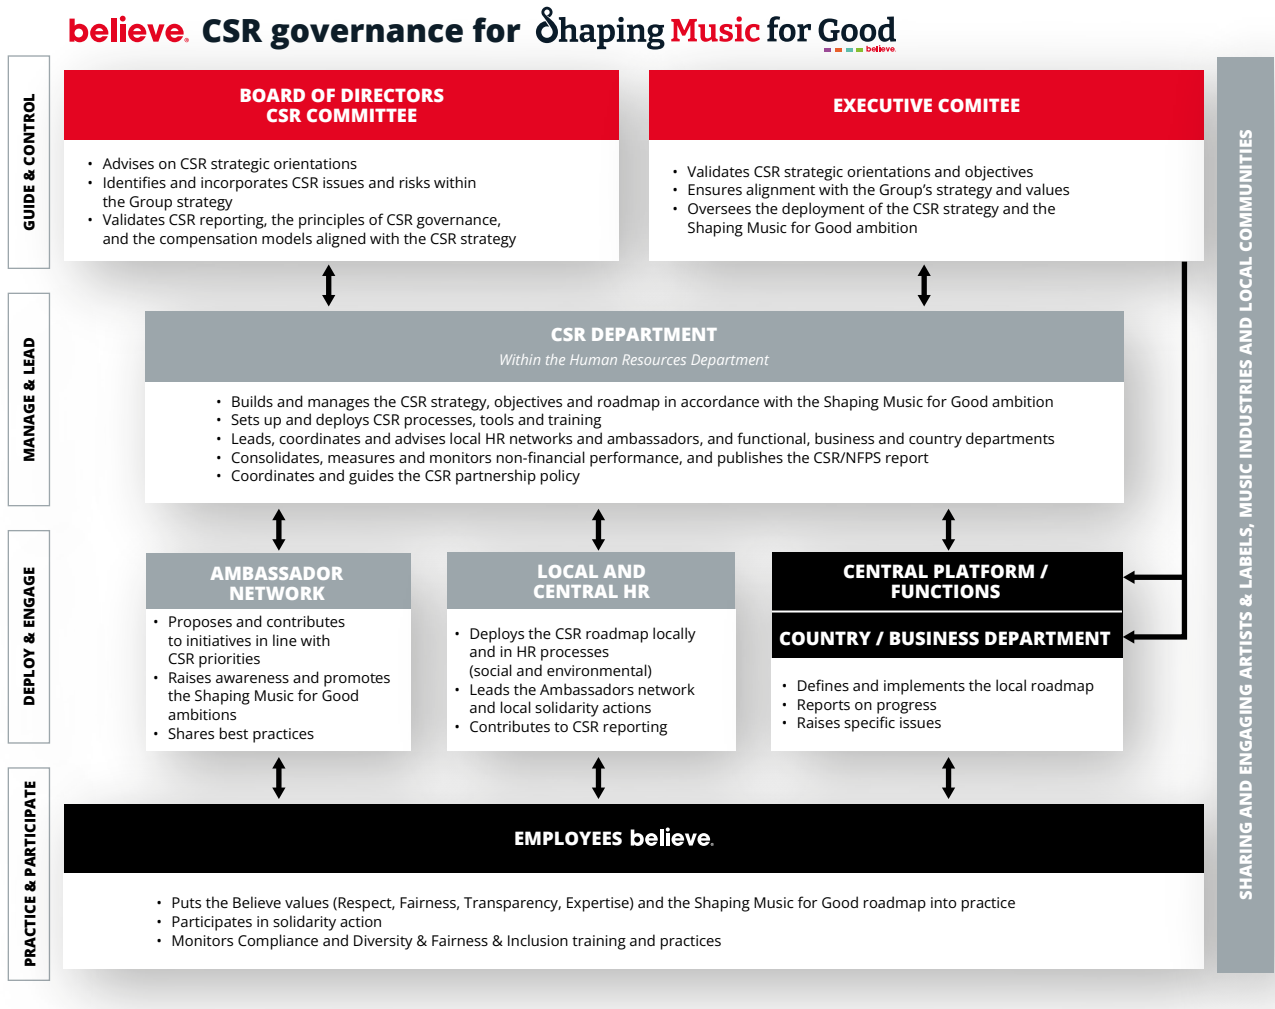 believe. CSR governance for Shaping Music for Good
believe.
GUIDE & CONTROL
BOARD OF DIRECTORS
CSR COMMITTEE
• Advises on CSR strategic orientations
• Identifies and incorporates CSR issues and risks within
the Group strategy
• Validates CSR reporting, the principles of CSR governance,
and the compensation models aligned with the CSR strategy
EXECUTIVE COMITEE
• Validates CSR strategic orientations and objectives
• Ensures alignment with the Group’s strategy and values
• Oversees the deployment of the CSR strategy and the
Shaping Music for Good ambition
MANAGE & LEAD
CSR DEPARTMENT
Within the Human Resources Department
• Builds and manages the CSR strategy, objectives and roadmap in accordance with the Shaping Music for Good ambition
• Sets up and deploys CSR processes, tools and training
• Leads, coordinates and advises local HR networks and ambassadors, and functional, business and country departments
• Consolidates, measures and monitors non-financial performance, and publishes the CSR/NFPS report
• Coordinates and guides the CSR partnership policy
DEPLOY & ENGAGE
AMBASSADOR
NETWORK
• Proposes and contributes
to initiatives in line with
CSR priorities
• Raises awareness and promotes
the Shaping Music for Good
ambitions
• Shares best practices
LOCAL AND
CENTRAL HR
• Deploys the CSR roadmap locally
and in HR processes
(social and environmental)
• Leads the Ambassadors network
and local solidarity actions
• Contributes to CSR reporting
CENTRAL PLATFORM /
FUNCTIONS
COUNTRY / BUSINESS DEPARTMENT
• Defines and implements the local roadmap
• Reports on progress
• Raises specific issues
PRACTICE & PARTICIPATE
EMPLOYEES believe.
• Puts the Believe values (Respect, Fairness, Transparency, Expertise) and the Shaping Music for Good roadmap into practice
• Participates in solidarity action
• Monitors Compliance and Diversity & Fairness & Inclusion training and practices
SHARING AND ENGAGING ARTISTS & LABELS, MUSIC INDUSTRIES AND LOCAL COMMUNITIES